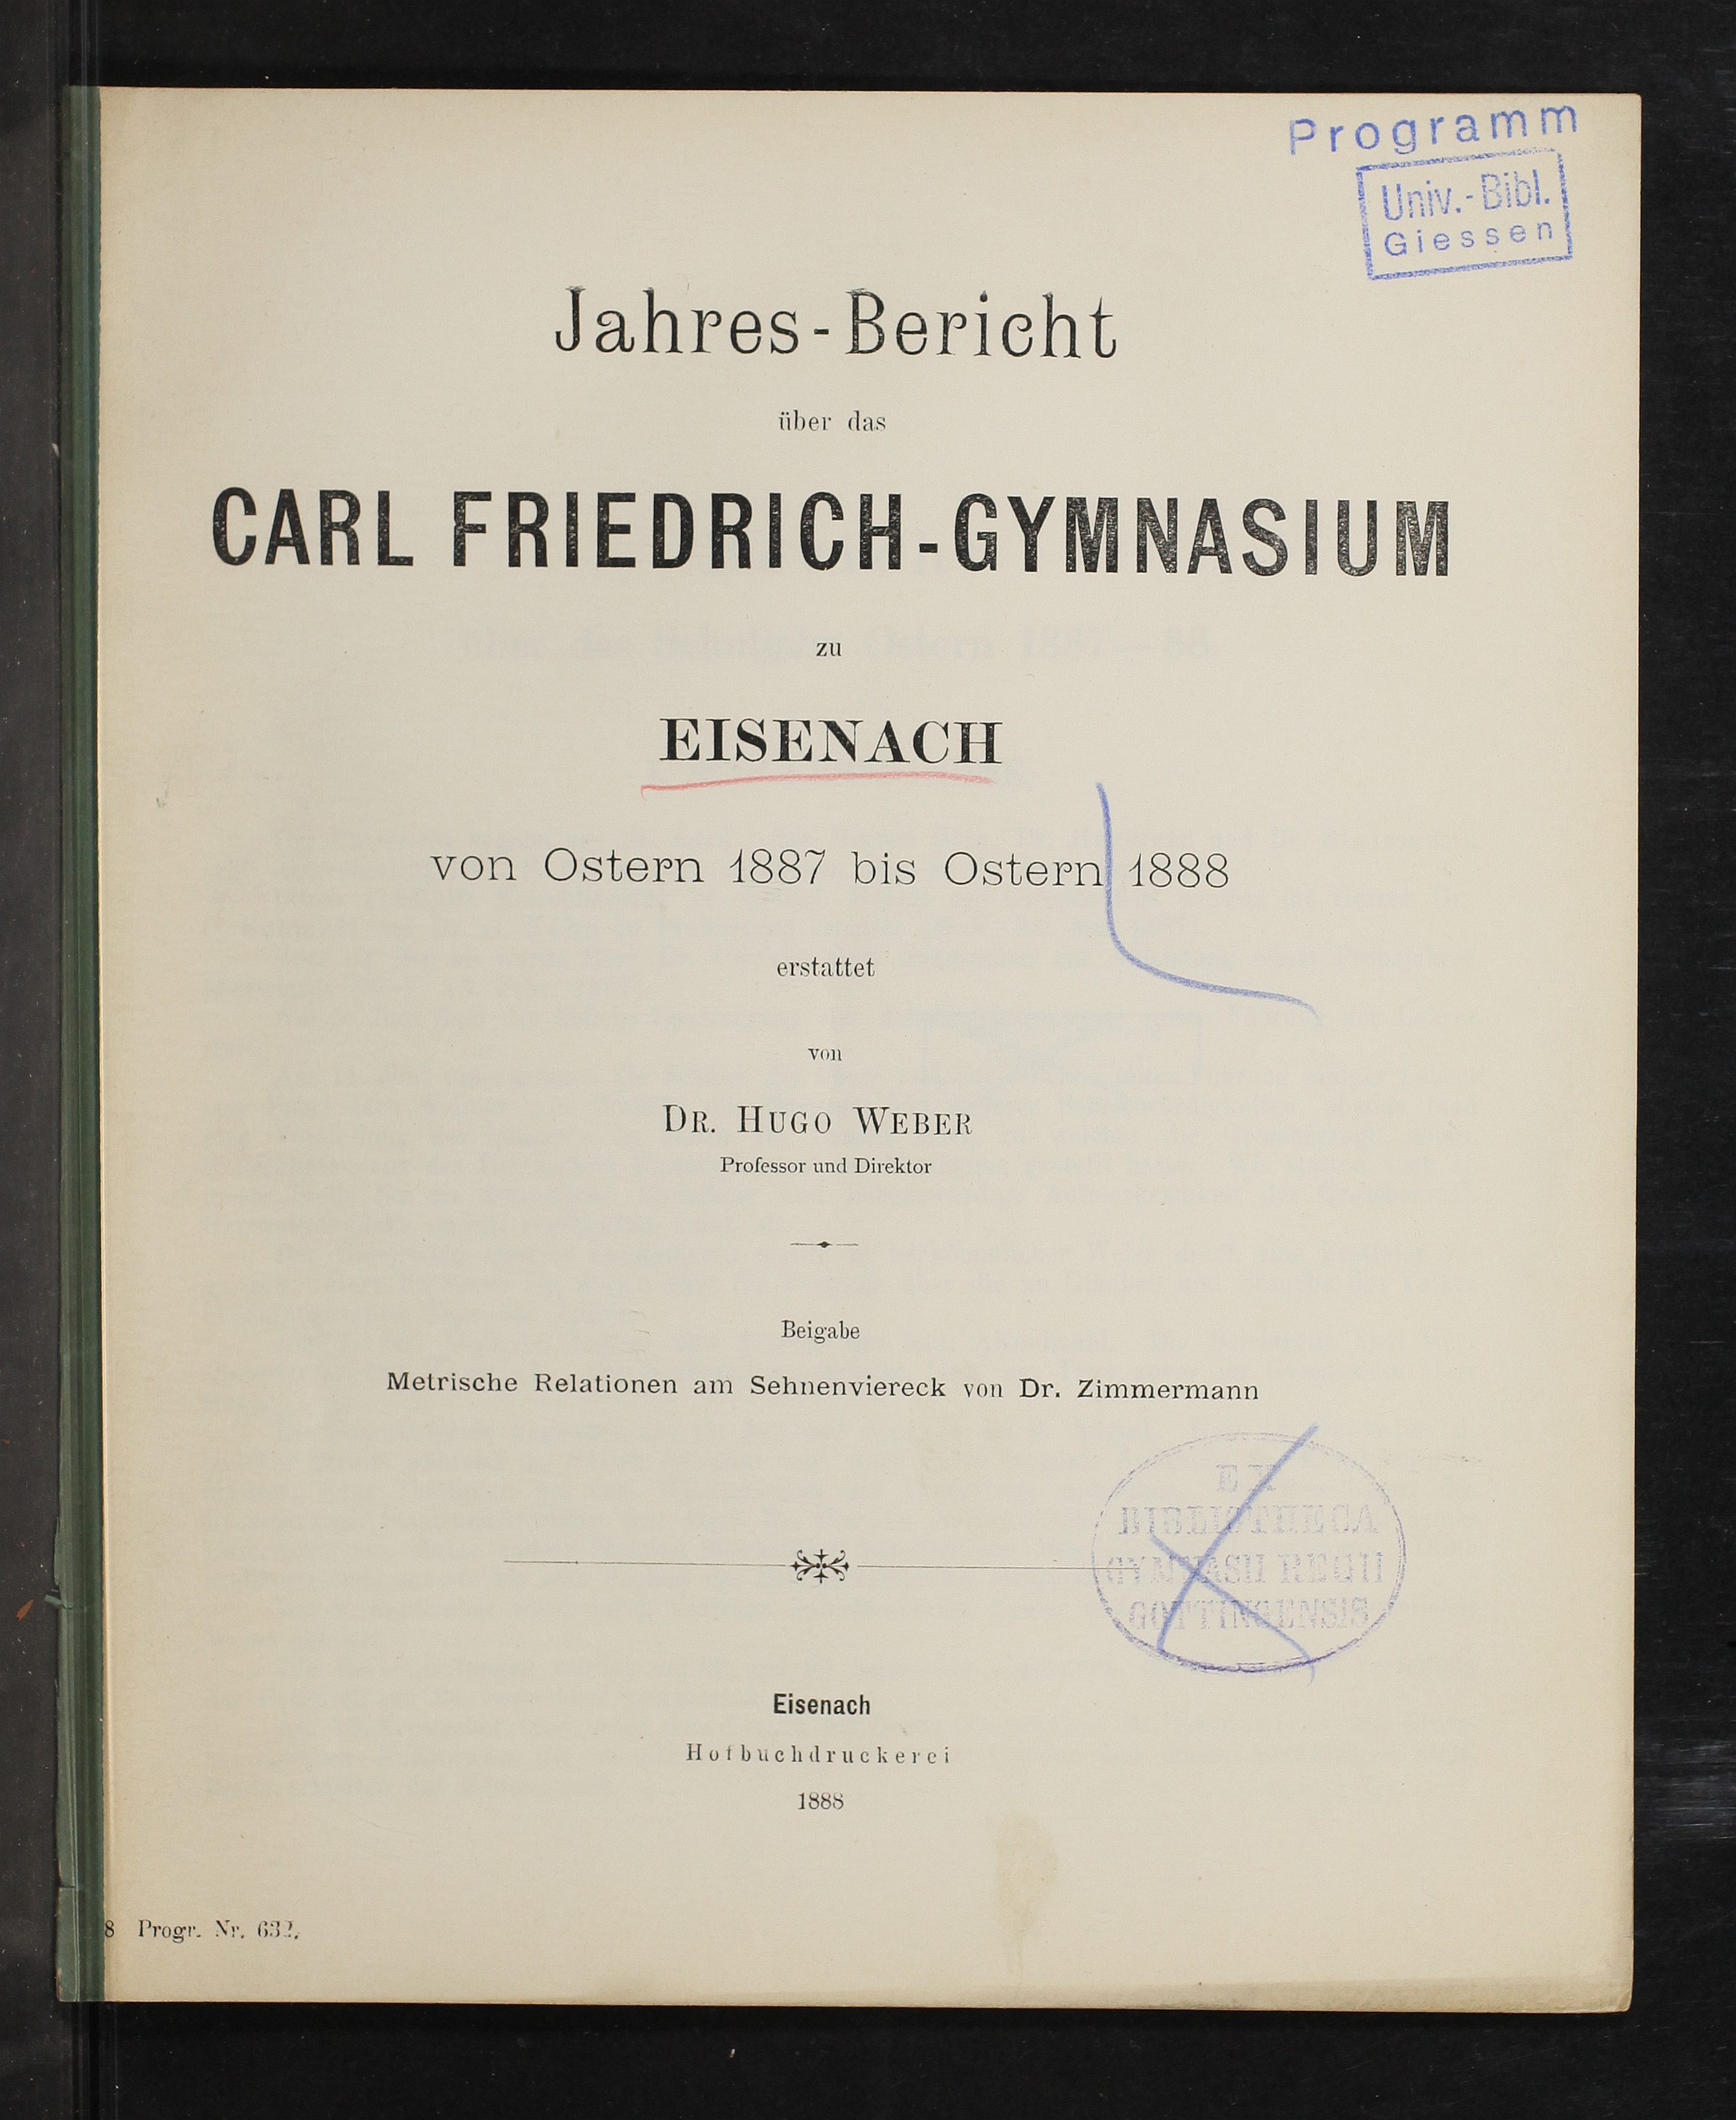 Programm
Univ.-Bibl.
Giessen
Jahres-Bericht
über das
CARL FRIEDRICH-GYMNASIUM
zu
EISENACH
von Ostern 1887 bis Ostern 1888
erstattet
von
DR. HUGO WEBER
Professor und Direktor
Beigabe
Metrische Relationen am Sehnenviereck von Dr. Zimmermann
EX
BIBLIOTHECA
GYMNASII REGII
GOTTINGENSIS
Eisenach
Hofbuchdruckerei
1888
8 Progr. Nr. 632.